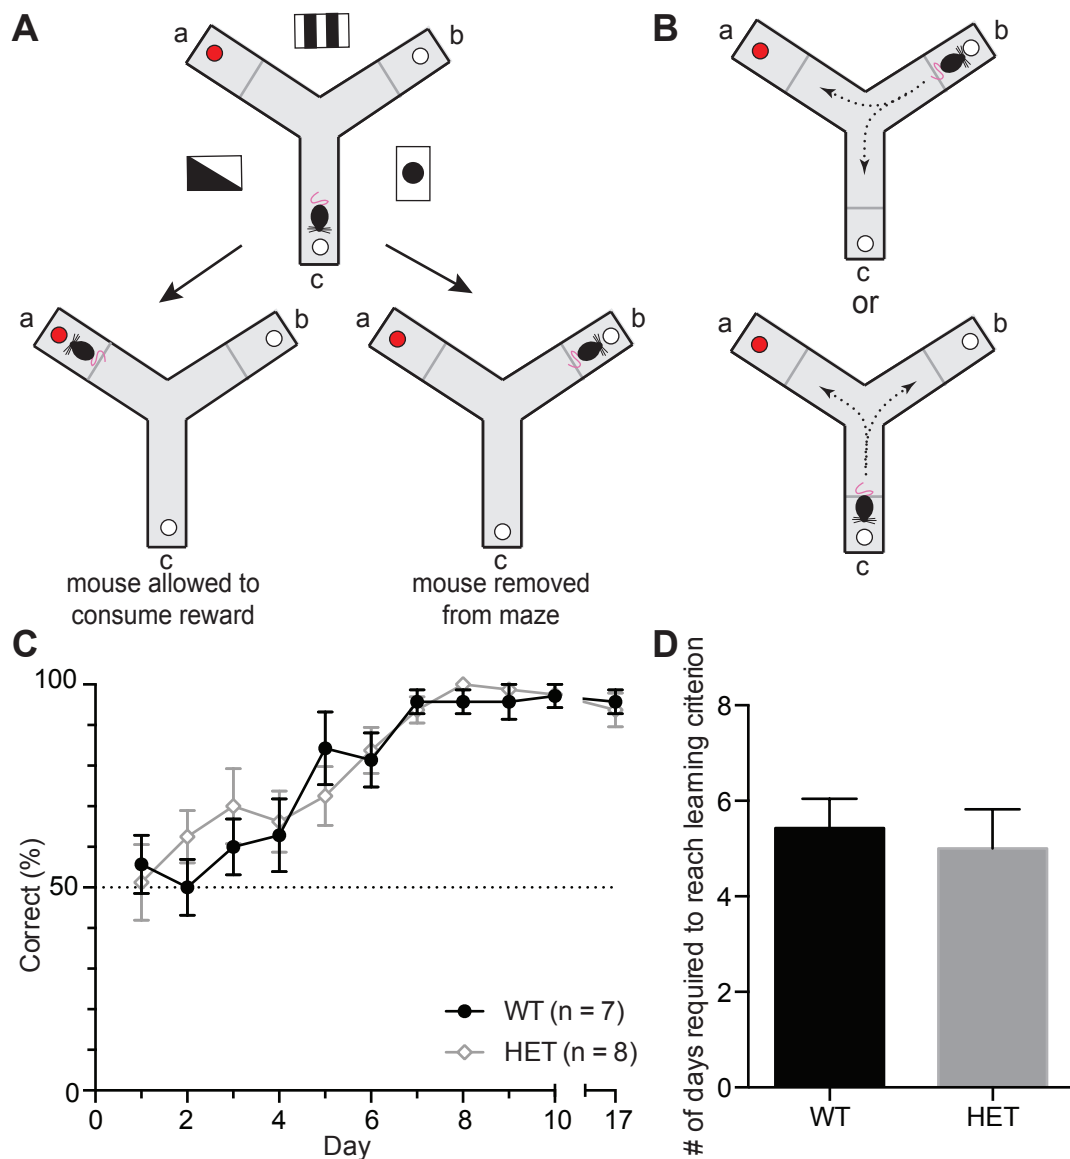 A
a
b
c
a
b
c
mouse allowed to
consume reward
a
b
c
mouse removed
from maze
B
a
b
c
or
a
b
c
C
Correct (%)
100
50
0
0
2
4
6
8
10
17
Day
WT (n = 7)
HET (n = 8)
D
# of days required to reach learning criterion
8
6
4
2
0
WT
HET